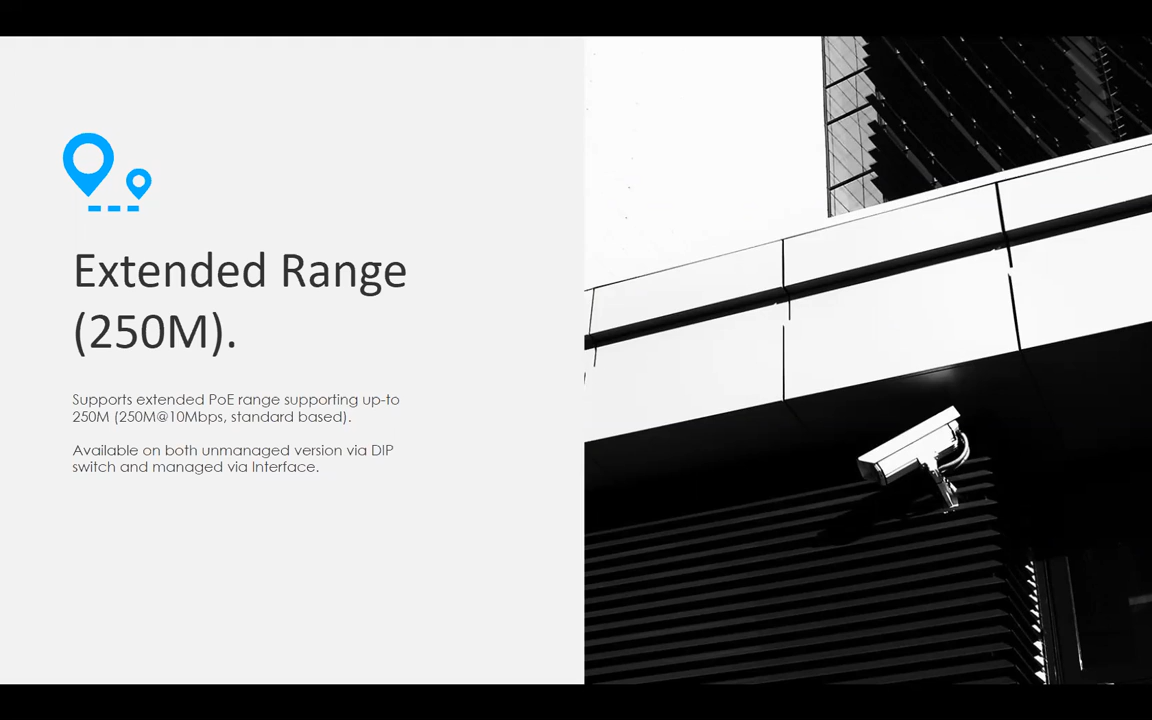 Extended Range
(250M).
Supports extended PoE range supporting up-to
250M (250M@10Mbps, standard based).
Available on both unmanaged version via DIP
switch and managed via Interface.